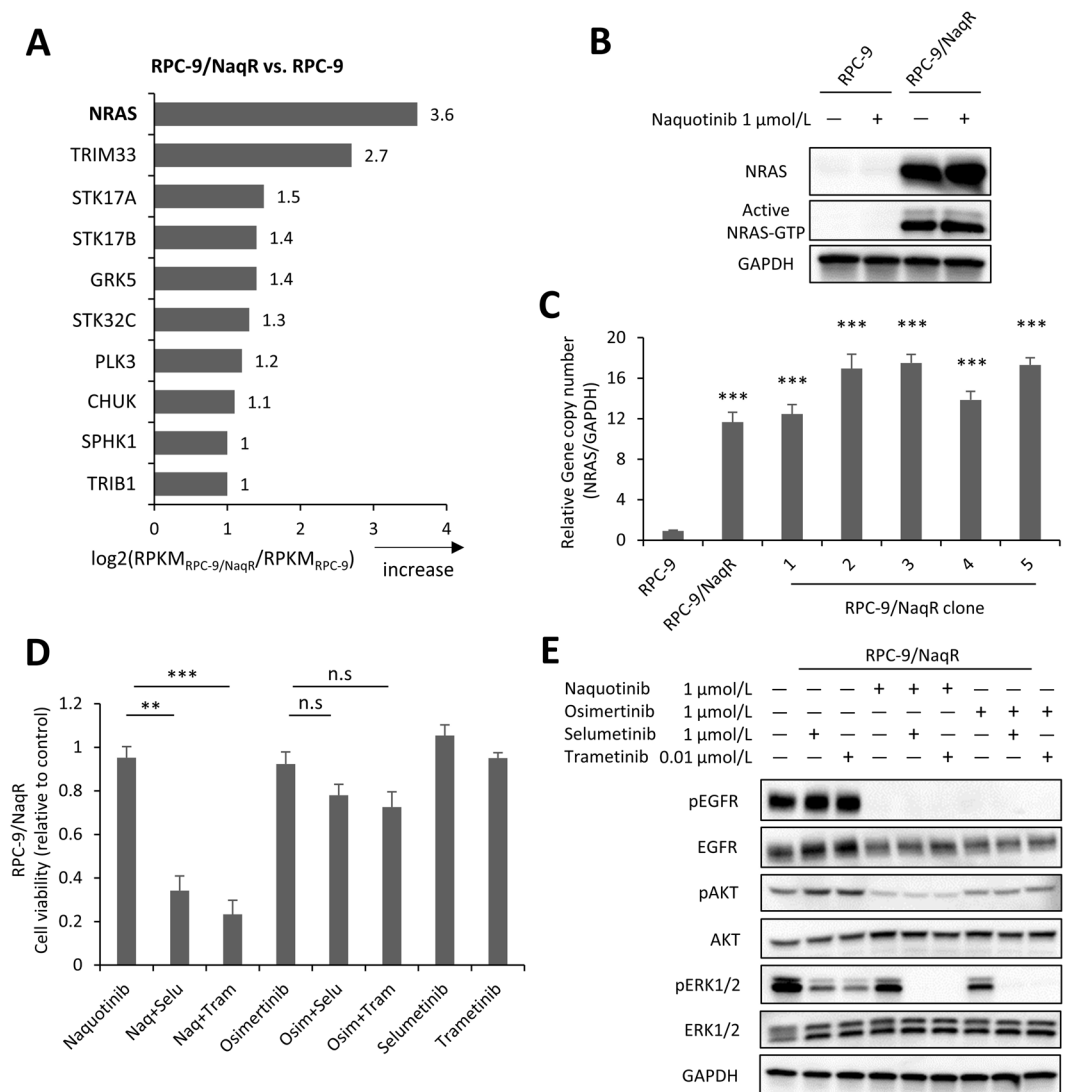 A
RPC-9/NaqR vs. RPC-9
NRAS 3.6
TRIM33 2.7
STK17A 1.5
STK17B 1.4
GRK5 1.4
STK32C 1.3
PLK3 1.2
CHUK 1.1
SPHK1 1
TRIB1 1
0 1 2 3 4
log2(RPKM RPC-9/NaqR/RPKM RPC-9) increase
B
RPC-9 RPC-9/NaqR
Naquotinib 1 μmol/L — + — +
NRAS
Active
NRAS-GTP
GAPDH
C
Relative Gene copy number
(NRAS/GAPDH)
20
16
12
8
4
0
*** *** *** *** *** ***
RPC-9 RPC-9/NaqR 1 2 3 4 5
RPC-9/NaqR clone
D
RPC-9/NaqR
Cell viability (relative to control)
1.2
1
0.8
0.6
0.4
0.2
0
*** n.s
** n.s
Naquotinib Naq+Selu Naq+Tram Osimertinib Osim+Selu Osim+Tram Selumetinib Trametinib
E
RPC-9/NaqR
Naquotinib 1 μmol/L — — — + + + — — —
Osimertinib 1 μmol/L — — — — — — + + +
Selumetinib 1 μmol/L — + — — + — — + —
Trametinib 0.01 μmol/L — — + — — + — — +
pEGFR
EGFR
pAKT
AKT
pERK1/2
ERK1/2
GAPDH